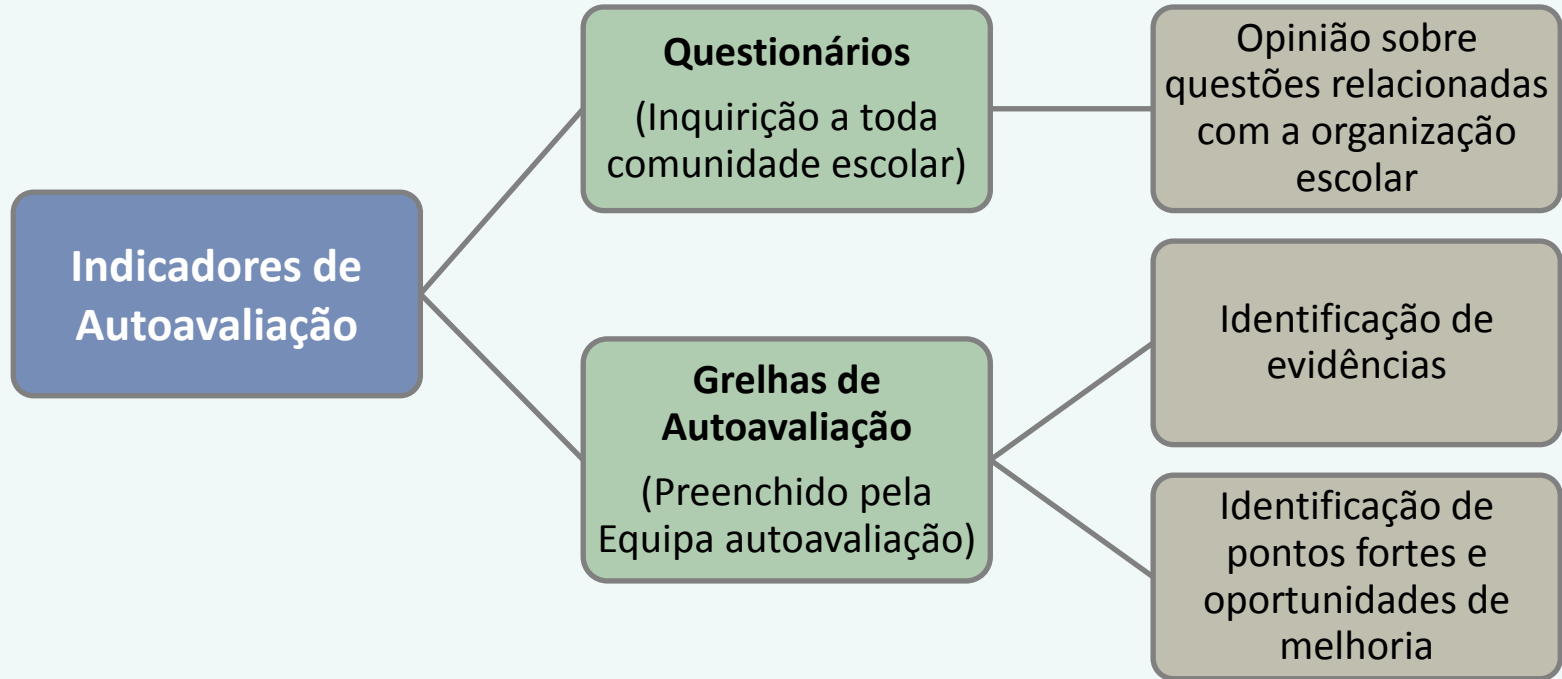 Indicadores de
Autoavaliação
Questionários
(Inquirição a toda
comunidade escolar)
Opinião sobre
questões relacionadas
com a organização
escolar
Grelhas de
Autoavaliação
(Preenchido pela
Equipa autoavaliação)
Identificação de
evidências
Identificação de
pontos fortes e
oportunidades de
melhoria